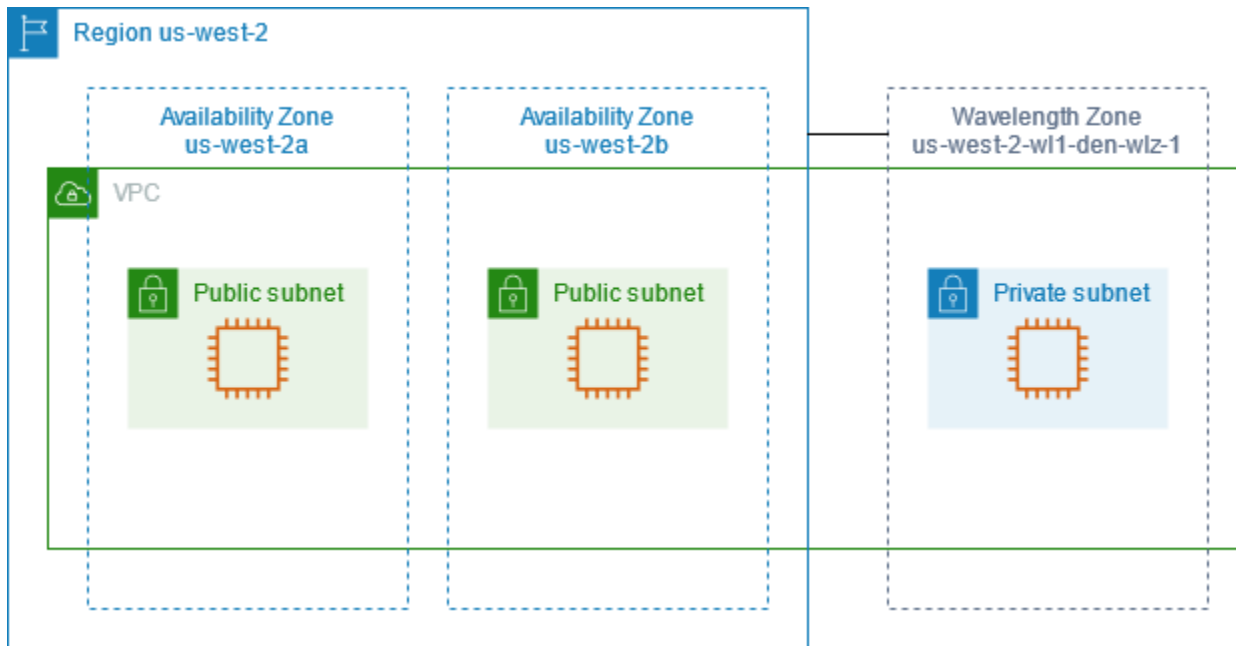 Region us-west-2
Availability Zone
us-west-2a
Availability Zone
us-west-2b
Wavelength Zone
us-west-2-wl1-den-wlz-1
VPC
Public subnet
Public subnet
Private subnet